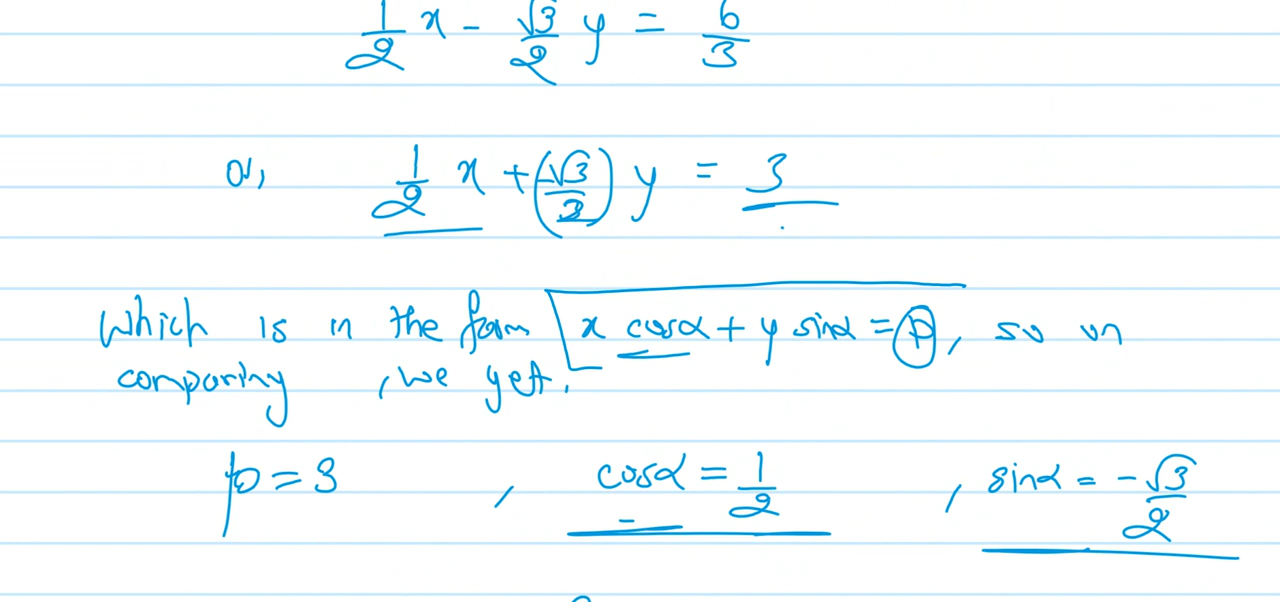 1/2 x - √3/2 y = 6/3
or, 1/2 x + (-√3/2) y = 3
Which is in the form x cosα + y sinα = p, so on
comparing, we get,
p = 3, cosα = 1/2, sinα = -√3/2